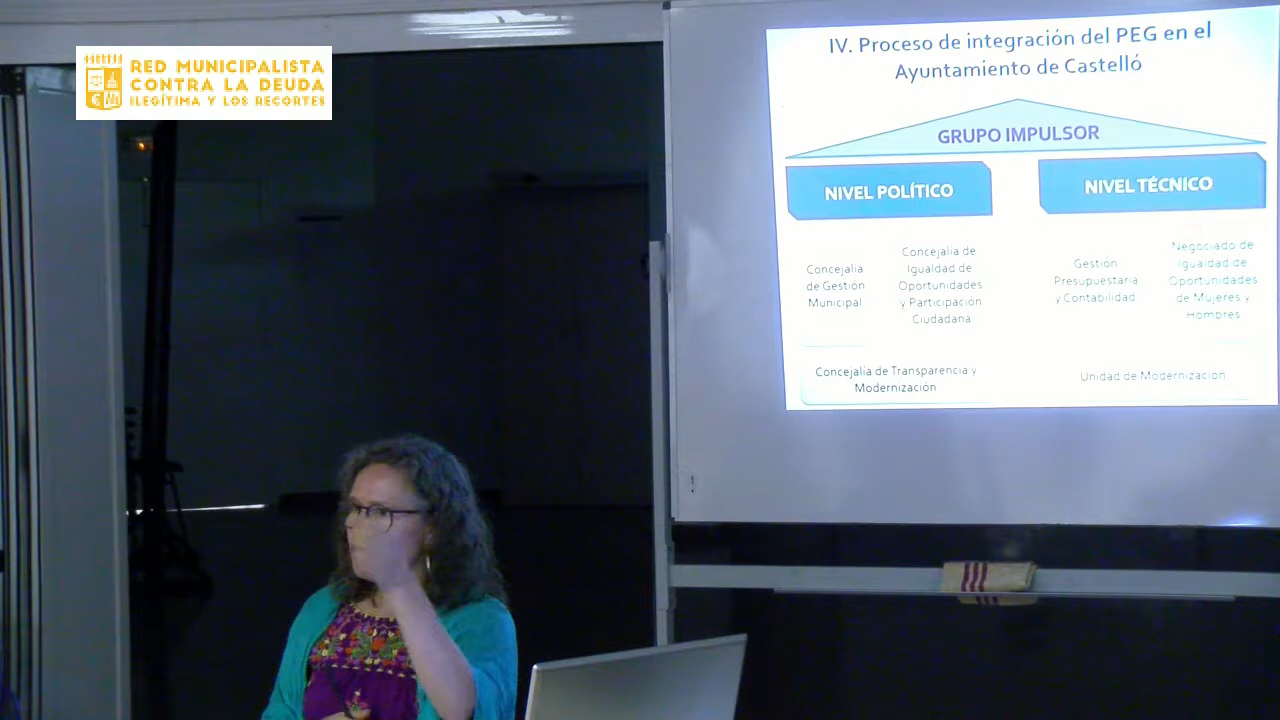 RED MUNICIPALISTA
CONTRA LA DEUDA
ILEGÍTIMA Y LOS RECORTES
IV. Proceso de integración del PEG en el
Ayuntamiento de Castelló
GRUPO IMPULSOR
NIVEL POLÍTICO
NIVEL TÉCNICO
Concejalía
de Gestión
Municipal
Concejalía de
Igualdad de
Oportunidades
y Participación
Ciudadana
Gestión
Presupuestaria
y Contabilidad
Negociado de
Igualdad de
Oportunidades
de Mujeres y
Hombres
Concejalía de Transparencia y
Modernización
Unidad de Modernización